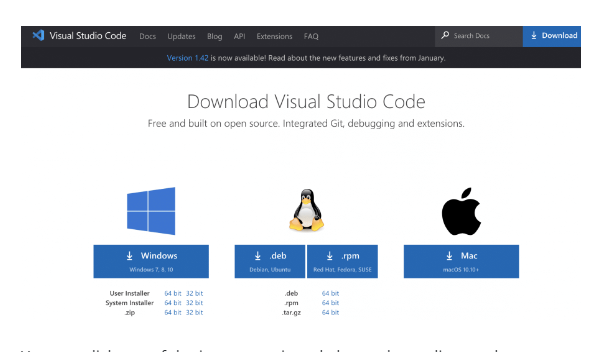 Visual Studio Code Docs Updates Blog API Extensions FAQ Search Docs Download
Version 1.42 is now available! Read about the new features and fixes from January.
Download Visual Studio Code
Free and built on open source. Integrated Git, debugging and extensions.
Windows
Windows 7, 8, 10
.deb
Debian, Ubuntu
.rpm
Red Hat, Fedora, SUSE
Mac
macOS 10.10+
User Installer 64 bit 32 bit
System Installer 64 bit 32 bit
.zip 64 bit 32 bit
.deb 64 bit
.rpm 64 bit
.tar.gz 64 bit